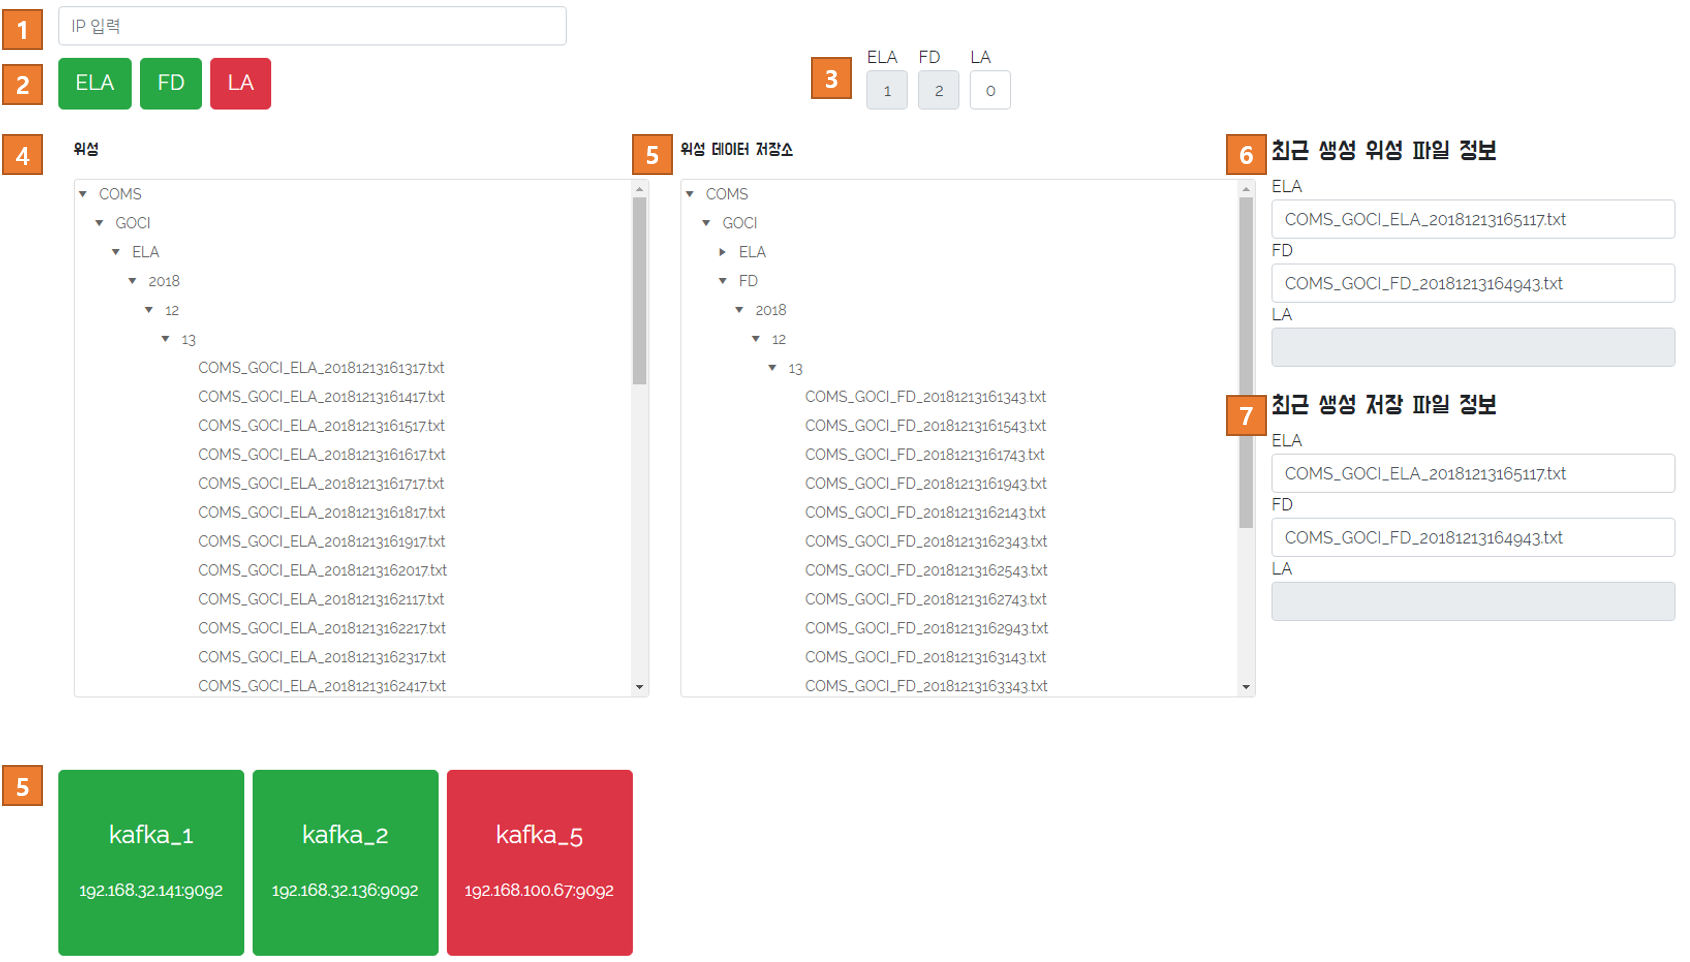 1
IP 입력
2
ELA
FD
LA
3
ELA
FD
LA
1
2
0
4
위성
COMS
GOCI
ELA
2018
12
13
COMS_GOCI_ELA_20181213161317.txt
COMS_GOCI_ELA_20181213161417.txt
COMS_GOCI_ELA_20181213161517.txt
COMS_GOCI_ELA_20181213161617.txt
COMS_GOCI_ELA_20181213161717.txt
COMS_GOCI_ELA_20181213161817.txt
COMS_GOCI_ELA_20181213161917.txt
COMS_GOCI_ELA_20181213162017.txt
COMS_GOCI_ELA_20181213162117.txt
COMS_GOCI_ELA_20181213162217.txt
COMS_GOCI_ELA_20181213162317.txt
COMS_GOCI_ELA_20181213162417.txt
5
위성 데이터 저장소
COMS
GOCI
ELA
FD
2018
12
13
COMS_GOCI_FD_20181213161343.txt
COMS_GOCI_FD_20181213161543.txt
COMS_GOCI_FD_20181213161743.txt
COMS_GOCI_FD_20181213161943.txt
COMS_GOCI_FD_20181213162143.txt
COMS_GOCI_FD_20181213162343.txt
COMS_GOCI_FD_20181213162543.txt
COMS_GOCI_FD_20181213162743.txt
COMS_GOCI_FD_20181213162943.txt
COMS_GOCI_FD_20181213163143.txt
COMS_GOCI_FD_20181213163343.txt
6
최근 생성 위성 파일 정보
ELA
COMS_GOCI_ELA_20181213165117.txt
FD
COMS_GOCI_FD_20181213164943.txt
LA
7
최근 생성 저장 파일 정보
ELA
COMS_GOCI_ELA_20181213165117.txt
FD
COMS_GOCI_FD_20181213164943.txt
LA
5
kafka_1
192.168.32.141:9092
kafka_2
192.168.32.136:9092
kafka_5
192.168.100.67:9092